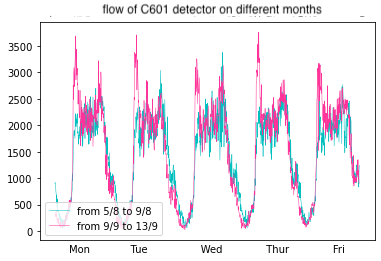 flow of C601 detector on different months
3500
3000
2500
2000
1500
1000
500
0
from 5/8 to 9/8
from 9/9 to 13/9
Mon Tue Wed Thur Fri